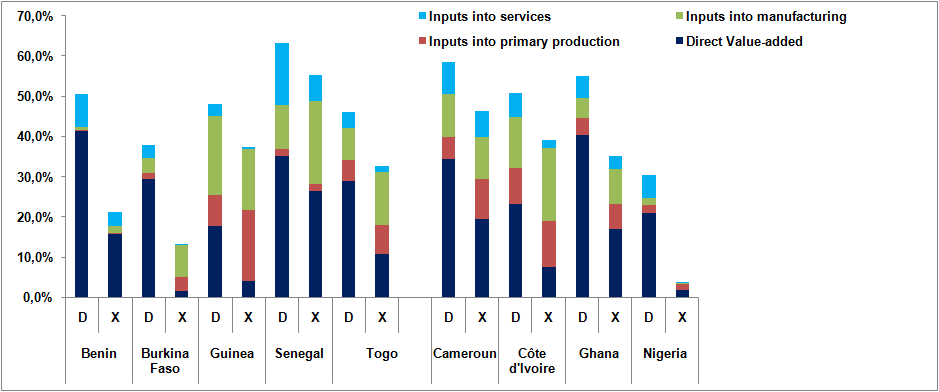 70,0%
60,0%
50,0%
40,0%
30,0%
20,0%
10,0%
0,0%
Inputs into services
Inputs into manufacturing
Inputs into primary production
Direct Value-added
D X D X D X D X D X D X D X D X D X
Benin
Burkina
Faso
Guinea
Senegal
Togo
Cameroun
Côte
d'Ivoire
Ghana
Nigeria